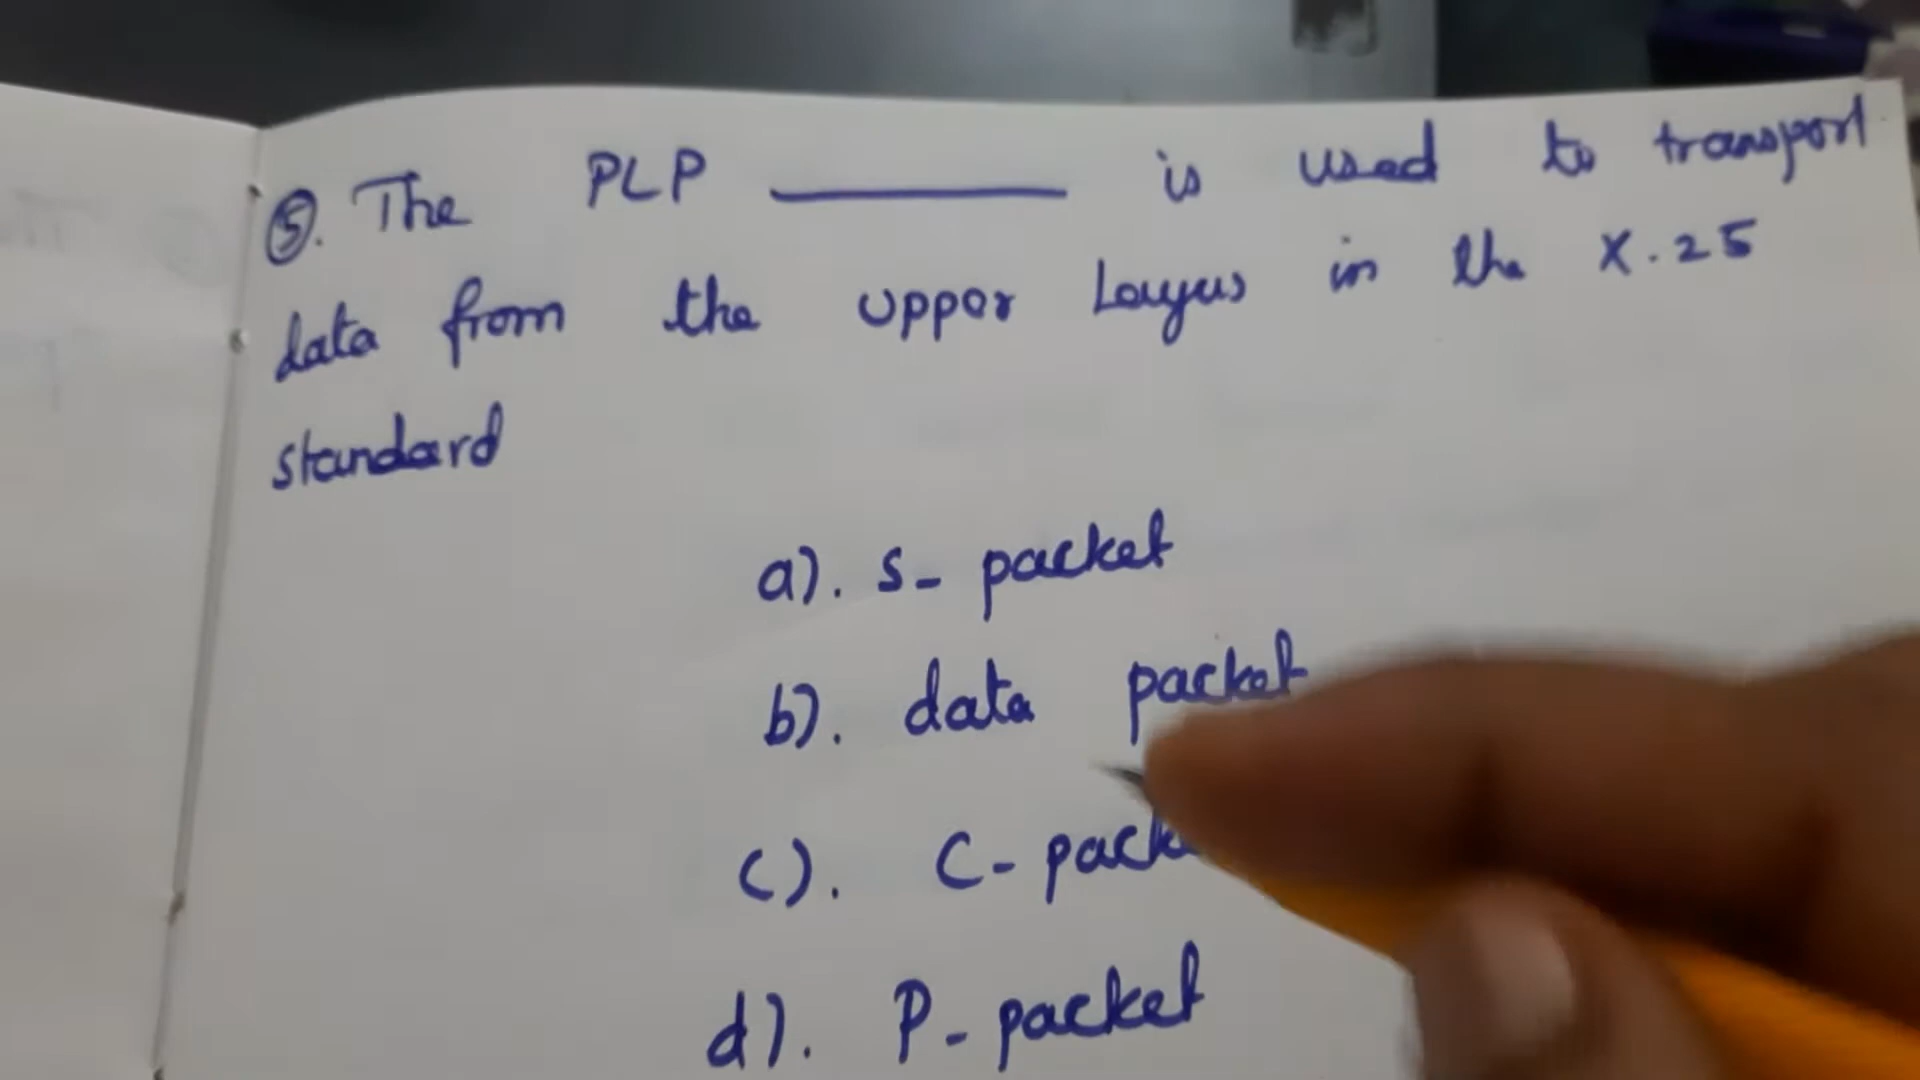 ⑤. The PLP ________ is used to transport
data from the upper Layers in the X.25
standard
a). S- packet
b). data packet
c). C- pack
d). P- packet